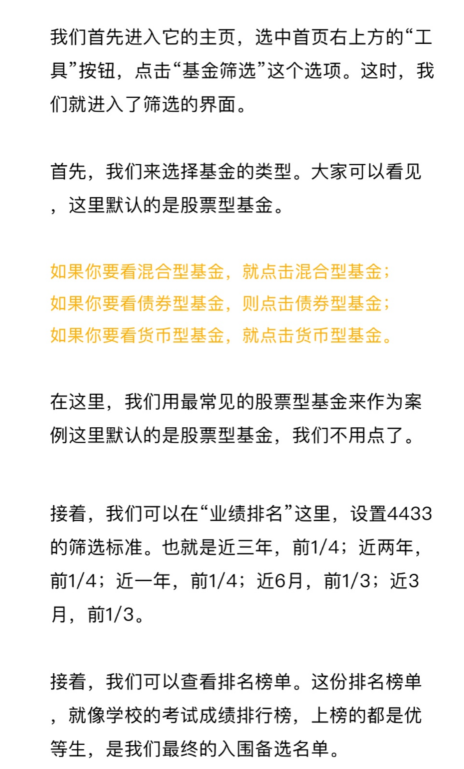 我们首先进入它的主页，选中首页右上方的“工
具”按钮，点击“基金筛选”这个选项。这时，我
们就进入了筛选的界面。
首先，我们来选择基金的类型。大家可以看见
，这里默认的是股票型基金。
如果你要看混合型基金，就点击混合型基金；
如果你要看债券型基金，则点击债券型基金；
如果你要看货币型基金，就点击货币型基金。
在这里，我们用最常见的股票型基金来作为案
例这里默认的是股票型基金，我们不用点了。
接着，我们可以在“业绩排名”这里，设置4433
的筛选标准。也就是近三年，前1/4；近两年，
前1/4；近一年，前1/4；近6月，前1/3；近3
月，前1/3。
接着，我们可以查看排名榜单。这份排名榜单
，就像学校的考试成绩排行榜，上榜的都是优
等生，是我们最终的入围备选名单。